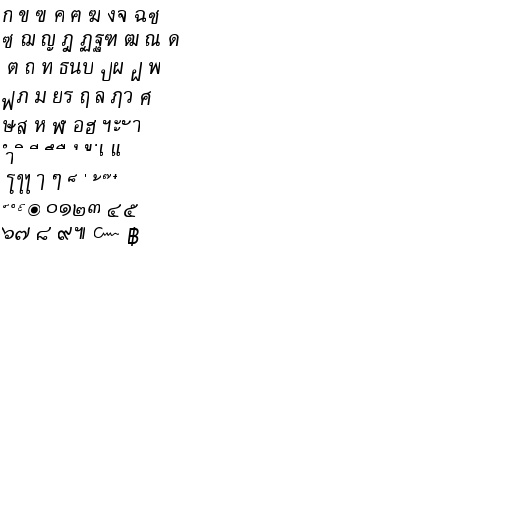 ก ข ฃ ค ฅ ฆ ง จ ฉ ช
ซ ฌ ญ ฎ ฏ ฐ ฑ ฒ ณ ด
ต ถ ท ธ น บ ป ผ ฝ พ
ฟ ภ ม ย ร ฤ ล ฦ ว ศ
ษ ส ห ฬ อ ฮ ฯ ะ ั า
ำ ิ ี ึ ื ุ ู ฺ เ แ
โ ใ ไ ๅ ๆ ็ ่ ้ ๊ ๋
์ ํ ๎ ๏ ๐ ๑ ๒ ๓ ๔ ๕
๖ ๗ ๘ ๙ ๚ ๛ ฿